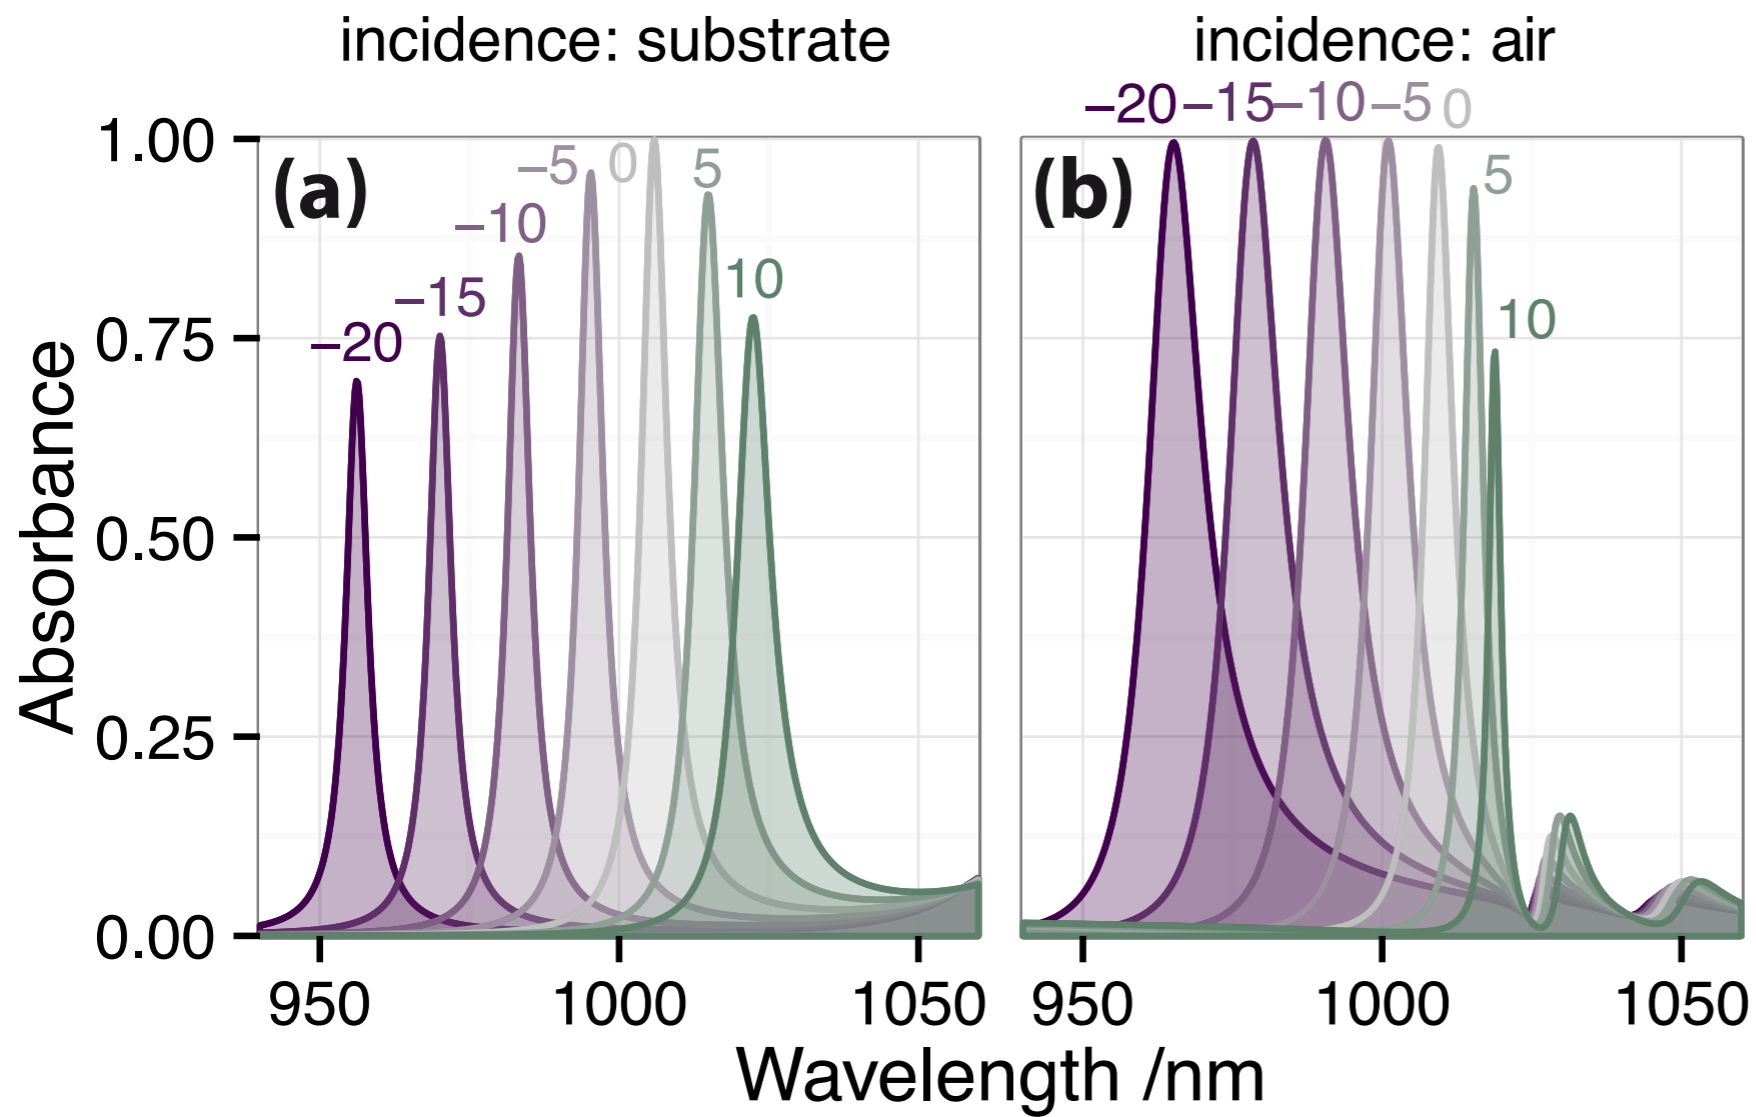 incidence: substrate
incidence: air
−20 −15 −10 −5 0
(a)
−20
−15
−10
−5
0
5
10
(b)
5
10
Absorbance
1.00
0.75
0.50
0.25
0.00
950 1000 1050
950 1000 1050
Wavelength /nm